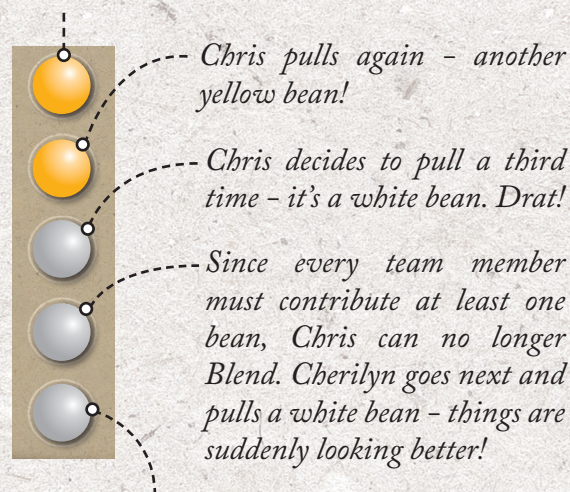 Chris pulls again – another
yellow bean!
Chris decides to pull a third
time – it’s a white bean. Drat!
Since every team member
must contribute at least one
bean, Chris can no longer
Blend. Cherilyn goes next and
pulls a white bean – things are
suddenly looking better!